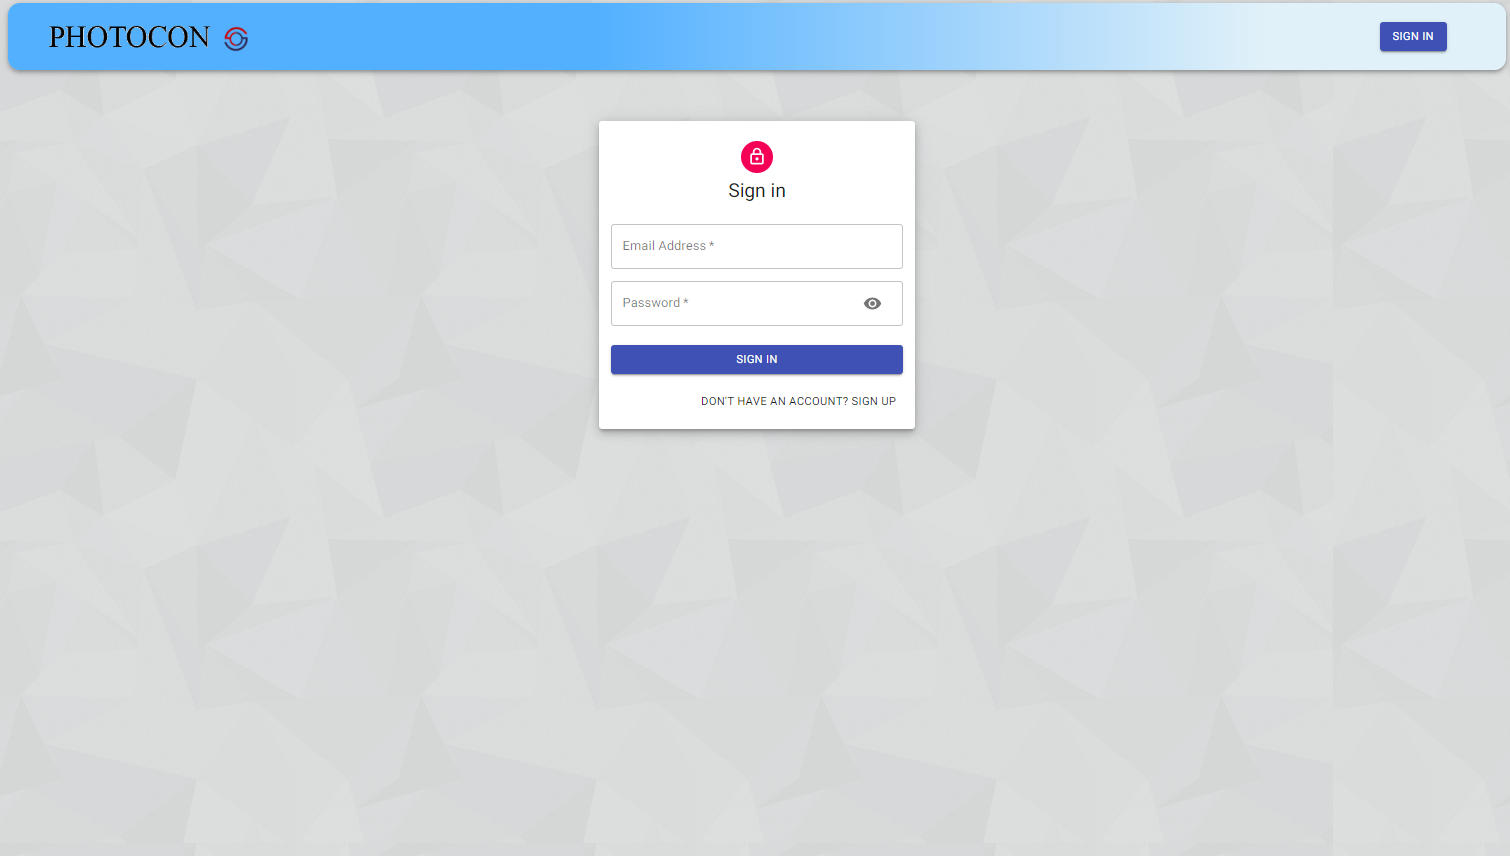 PHOTOCON
SIGN IN
Sign in
Email Address *
Password *
SIGN IN
DON'T HAVE AN ACCOUNT? SIGN UP